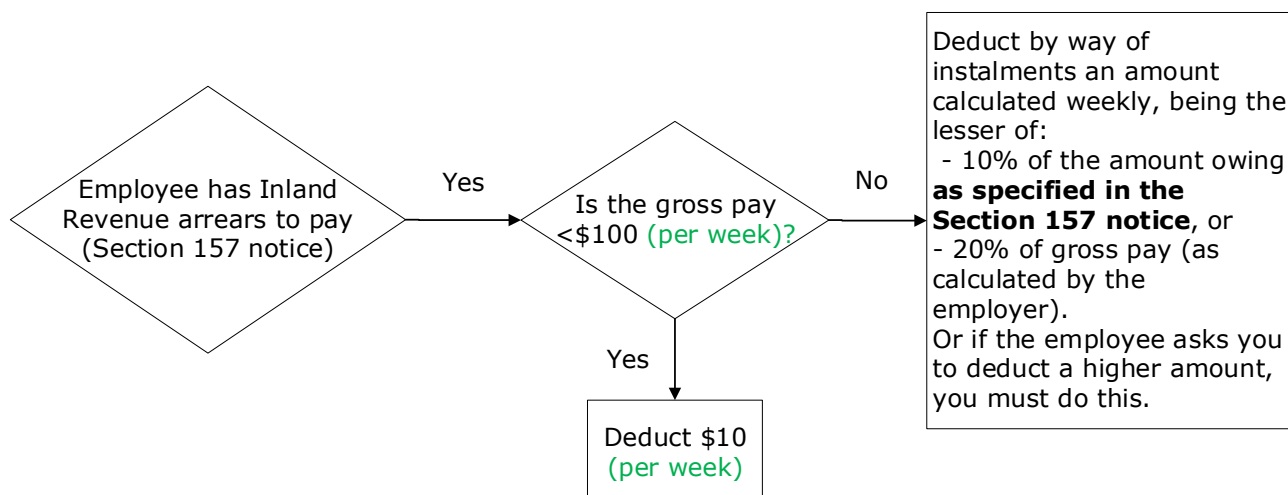 Employee has Inland
Revenue arrears to pay
(Section 157 notice)
Yes
Is the gross pay
<$100 (per week)?
No
Deduct by way of
instalments an amount
calculated weekly, being the
lesser of:
- 10% of the amount owing
as specified in the
Section 157 notice, or
- 20% of gross pay (as
calculated by the
employer).
Or if the employee asks you
to deduct a higher amount,
you must do this.
Yes
Deduct $10
(per week)